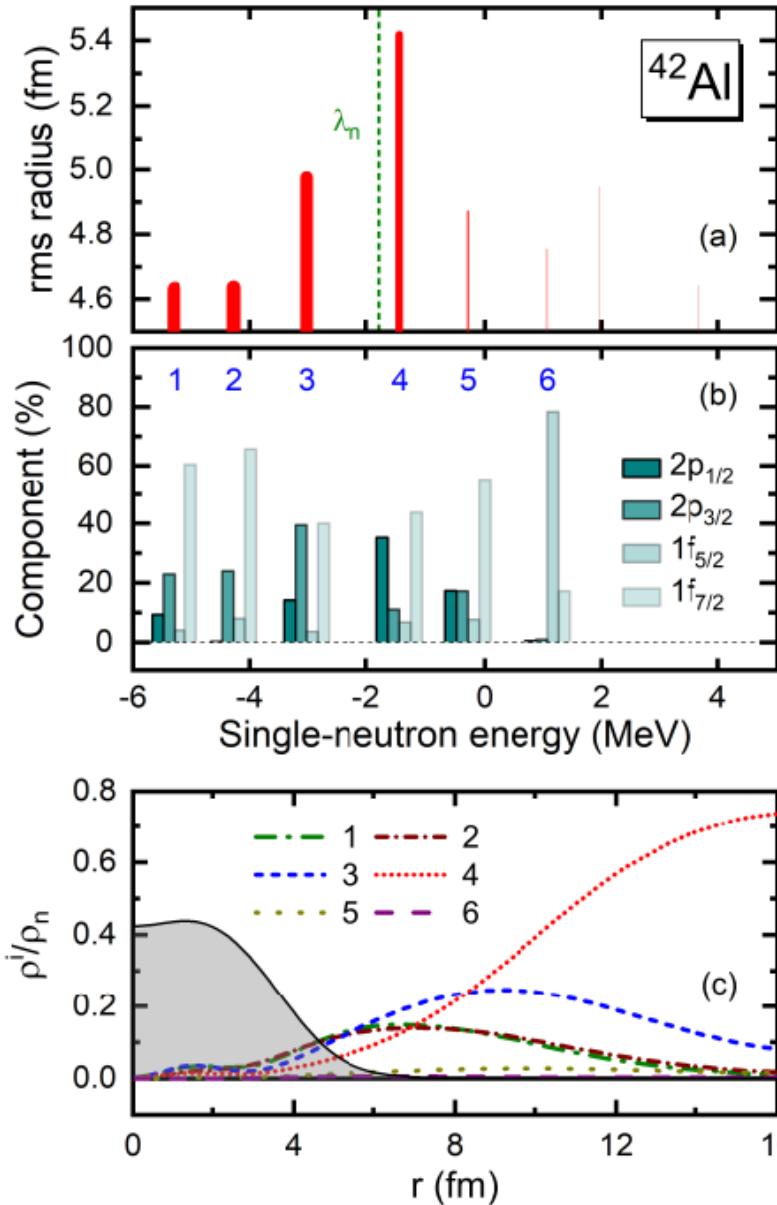 5.4
5.2
5.0
4.8
4.6
rms radius (fm)
λn
42Al
(a)
100
80
60
40
20
0
Component (%)
1 2 3 4 5 6
(b)
2p1/2
2p3/2
1f5/2
1f7/2
-6 -4 -2 0 2 4
Single-neutron energy (MeV)
0.8
0.6
0.4
0.2
0.0
ρi/ρn
1 2
3 4
5 6
(c)
0 4 8 12 1
r (fm)